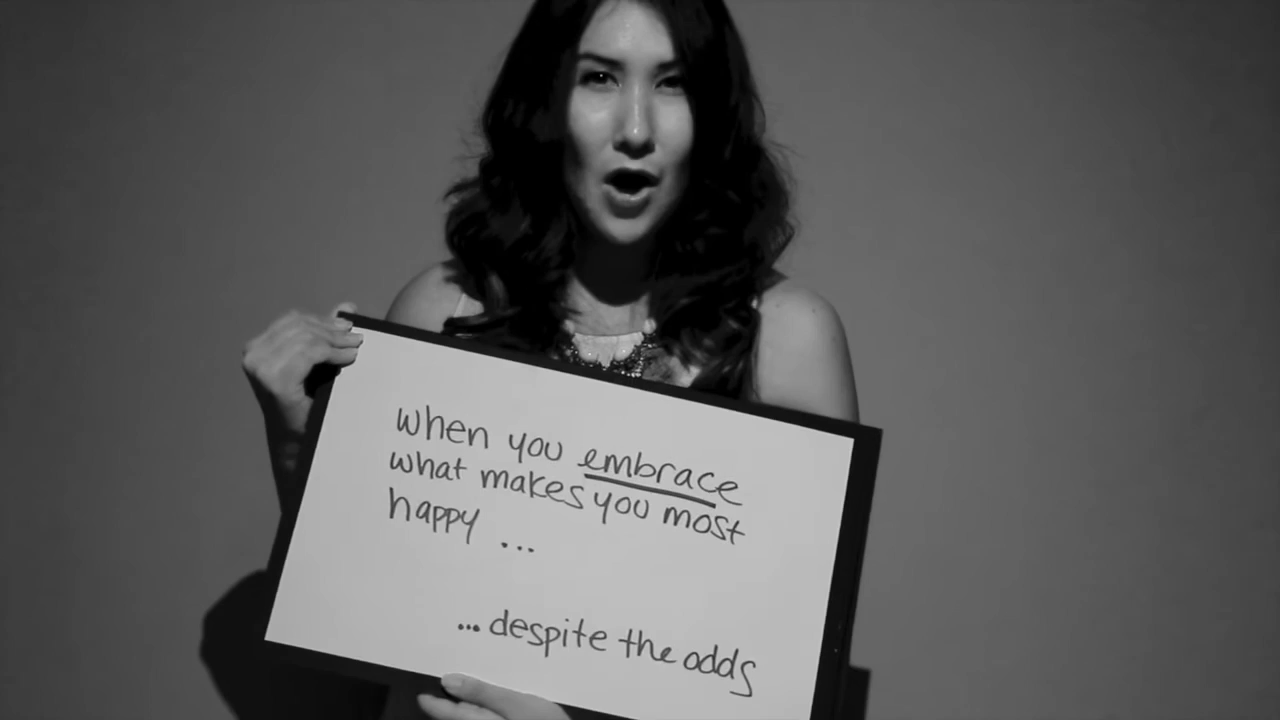 when you embrace
what makes you most
happy ...
... despite the odds